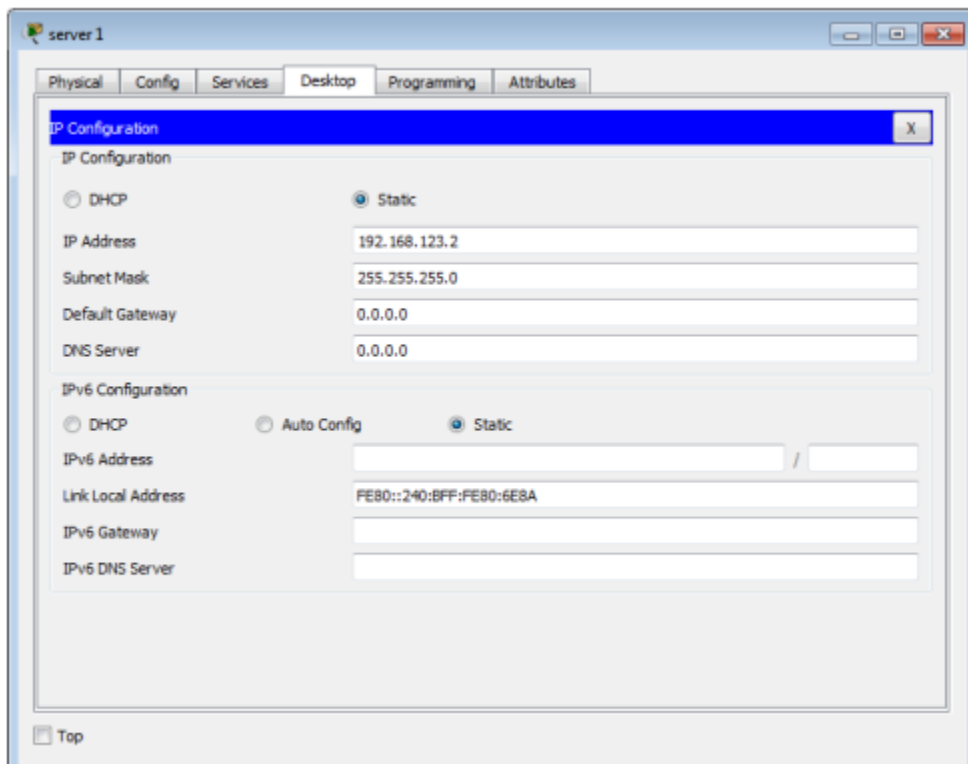 server 1
Physical Config Services Desktop Programming Attributes
IP Configuration X
IP Configuration
DHCP Static
IP Address 192.168.123.2
Subnet Mask 255.255.255.0
Default Gateway 0.0.0.0
DNS Server 0.0.0.0
IPv6 Configuration
DHCP Auto Config Static
IPv6 Address /
Link Local Address FE80::240:BFF:FE80:6E8A
IPv6 Gateway
IPv6 DNS Server
Top